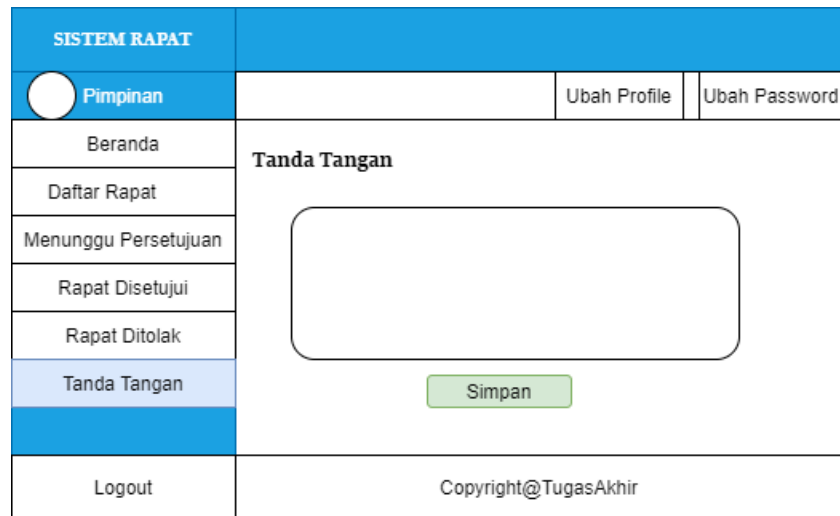 SISTEM RAPAT
Pimpinan
Ubah Profile
Ubah Password
Beranda
Daftar Rapat
Menunggu Persetujuan
Rapat Disetujui
Rapat Ditolak
Tanda Tangan
Tanda Tangan
Simpan
Logout
Copyright@TugasAkhir